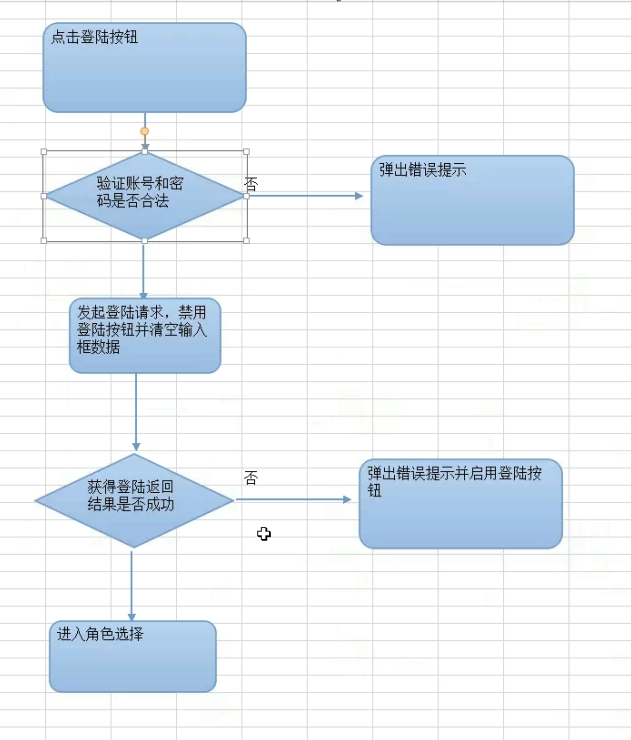 点击登陆按钮
验证账号和密
码是否合法
否
弹出错误提示
发起登陆请求，禁用
登陆按钮并清空输入
框数据
获得登陆返回
结果是否成功
否
弹出错误提示并启用登陆按
钮
进入角色选择